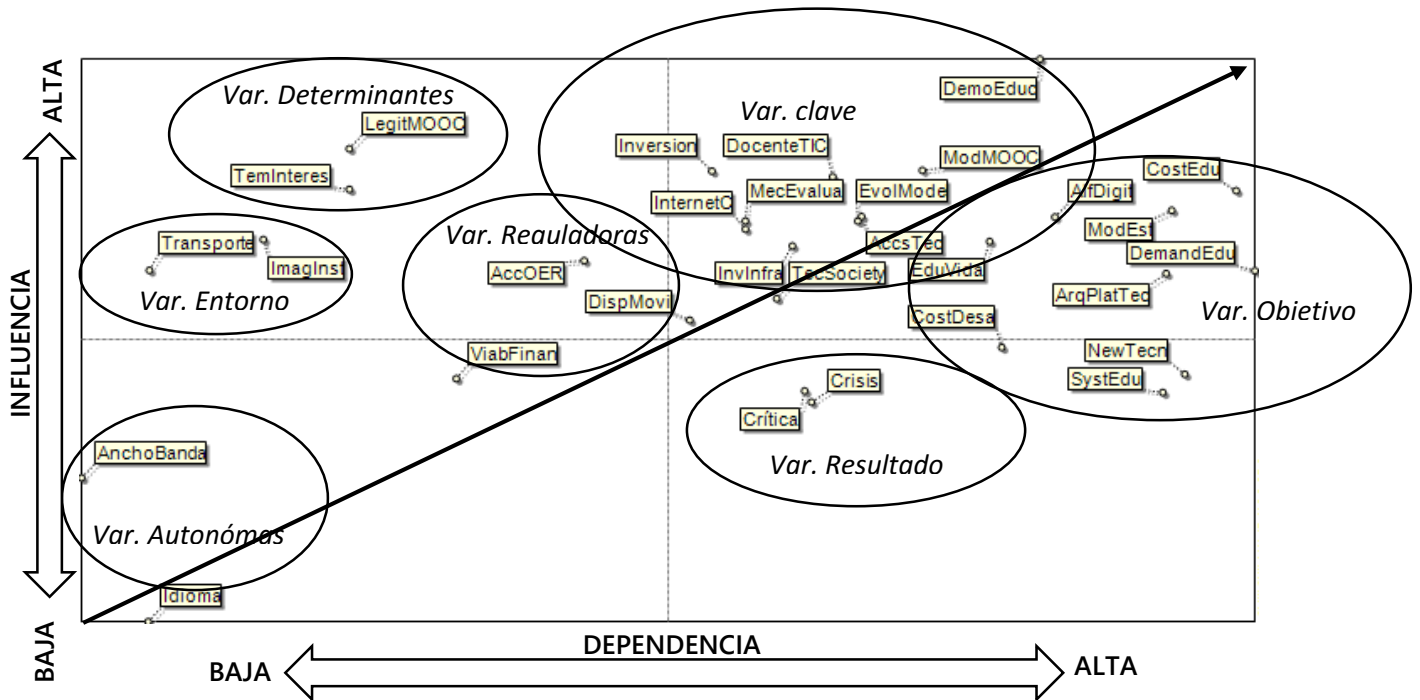 ALTA
Var. Determinantes
LegitMOOC
TemInteres
Var. clave
DemoEduc
Inversion
DocenteTIC
ModMOOC
InternetC
MecEvalua
EvolMode
CostEdu
AlfDigit
ModEst
DemandEdu
Transporte
ImagInst
Var. Entorno
Var. Reauladoras
AccOER
DispMovi
InvInfra
TecSociety
AccsTec
EduVida
ArqPlatTec
CostDesa
Var. Obietivo
INFLUENCIA
ViabFinan
NewTecn
SystEdu
Crisis
Crítica
Var. Resultado
AnchoBanda
Var. Autonómas
Idioma
BAJA
DEPENDENCIA
BAJA
ALTA